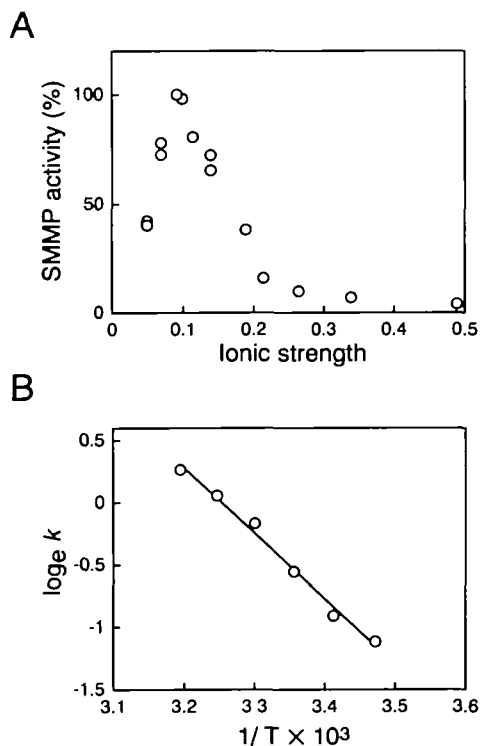 A
SMMP activity (%)
100
50
0
0 0.1 0.2 0.3 0.4 0.5
Ionic strength
B
logₑ k
0.5
0
-0.5
-1
-1.5
3.1 3.2 3 3 3.4 3.5 3.6
1/ T × 10³